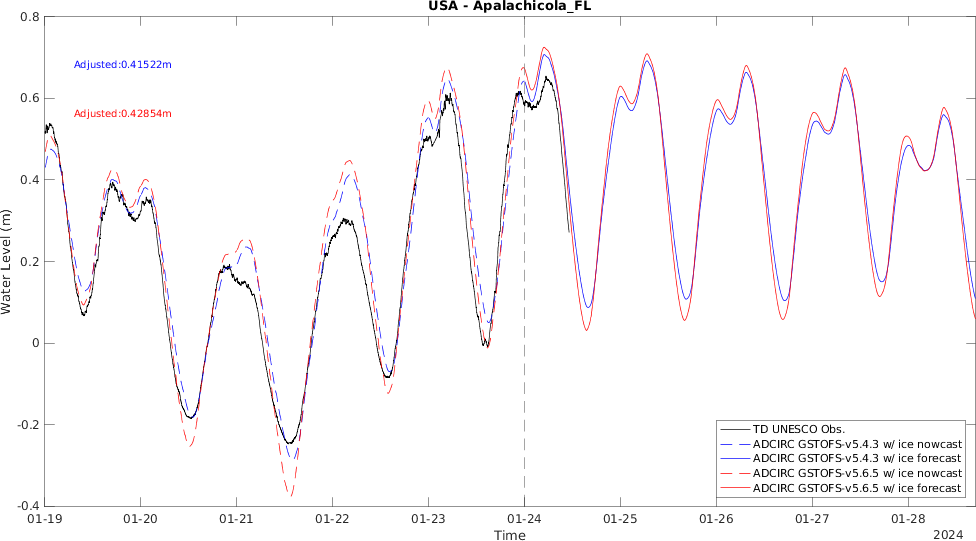 USA - Apalachicola_FL
Adjusted:0.41522m
Adjusted:0.42854m
Water Level (m)
0.8
0.6
0.4
0.2
0
-0.2
-0.4
TD UNESCO Obs.
ADCIRC GSTOFS-v5.4.3 w/ ice nowcast
ADCIRC GSTOFS-v5.4.3 w/ ice forecast
ADCIRC GSTOFS-v5.6.5 w/ ice nowcast
ADCIRC GSTOFS-v5.6.5 w/ ice forecast
01-19 01-20 01-21 01-22 01-23 01-24 01-25 01-26 01-27 01-28
Time
2024